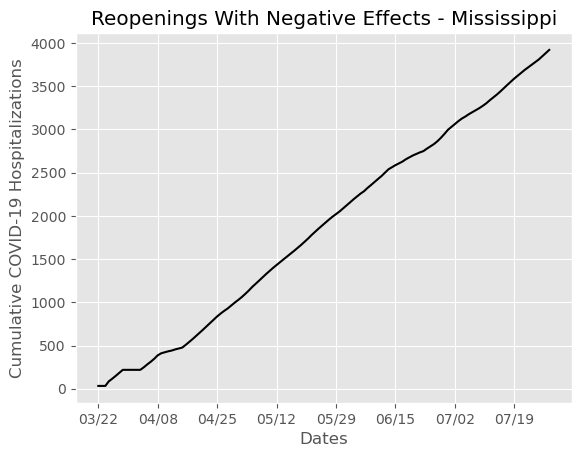 Reopenings With Negative Effects - Mississippi
Cumulative COVID-19 Hospitalizations
4000
3500
3000
2500
2000
1500
1000
500
0
03/22 04/08 04/25 05/12 05/29 06/15 07/02 07/19
Dates